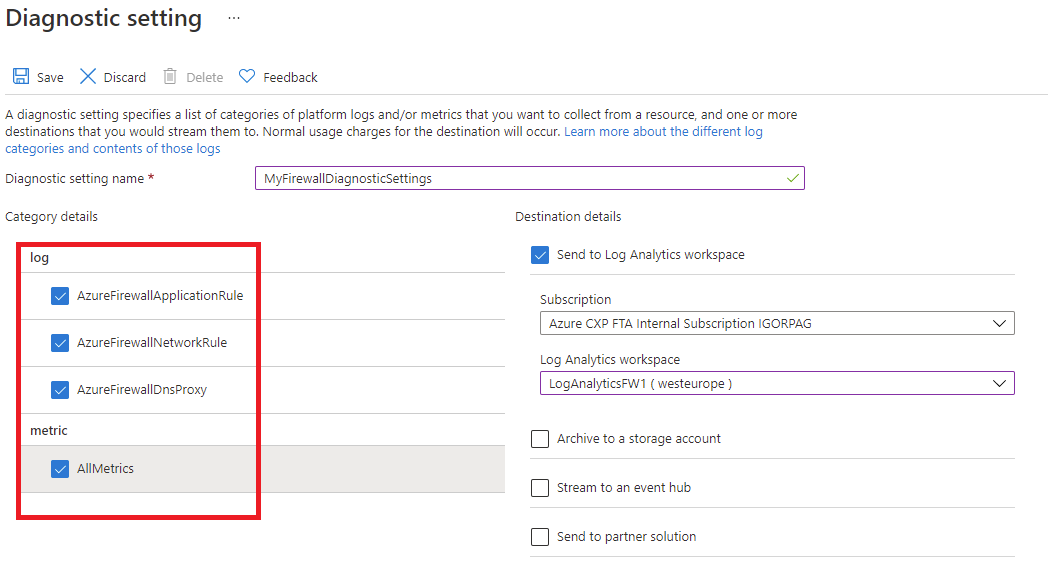 Diagnostic setting ...
Save Discard Delete Feedback
A diagnostic setting specifies a list of categories of platform logs and/or metrics that you want to collect from a resource, and one or more
destinations that you would stream them to. Normal usage charges for the destination will occur. Learn more about the different log
categories and contents of those logs
Diagnostic setting name * MyFirewallDiagnosticSettings
Category details
log
AzureFirewallApplicationRule
AzureFirewallNetworkRule
AzureFirewallDnsProxy
metric
AllMetrics
Destination details
Send to Log Analytics workspace
Subscription
Azure CXP FTA Internal Subscription IGORPAG
Log Analytics workspace
LogAnalyticsFW1 ( westeurope )
Archive to a storage account
Stream to an event hub
Send to partner solution